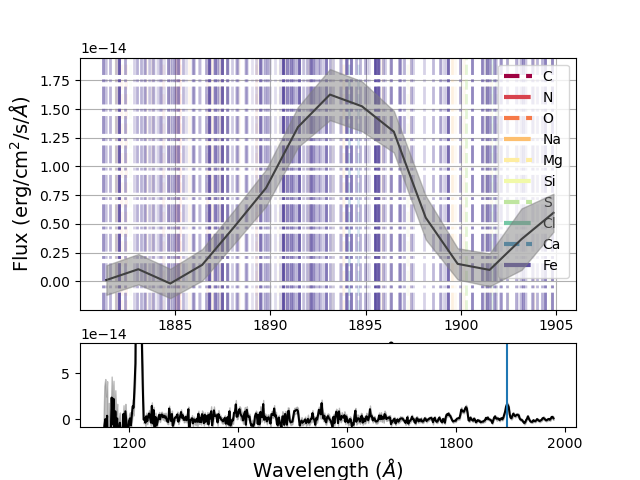 1e−14
Flux (erg/cm²/s/Å)
1.75
1.50
1.25
1.00
0.75
0.50
0.25
0.00
C
N
O
Na
Mg
Si
S
Cl
Ca
Fe
1885 1890 1895 1900 1905
1e−14
5
0
1200 1400 1600 1800 2000
Wavelength (Å)